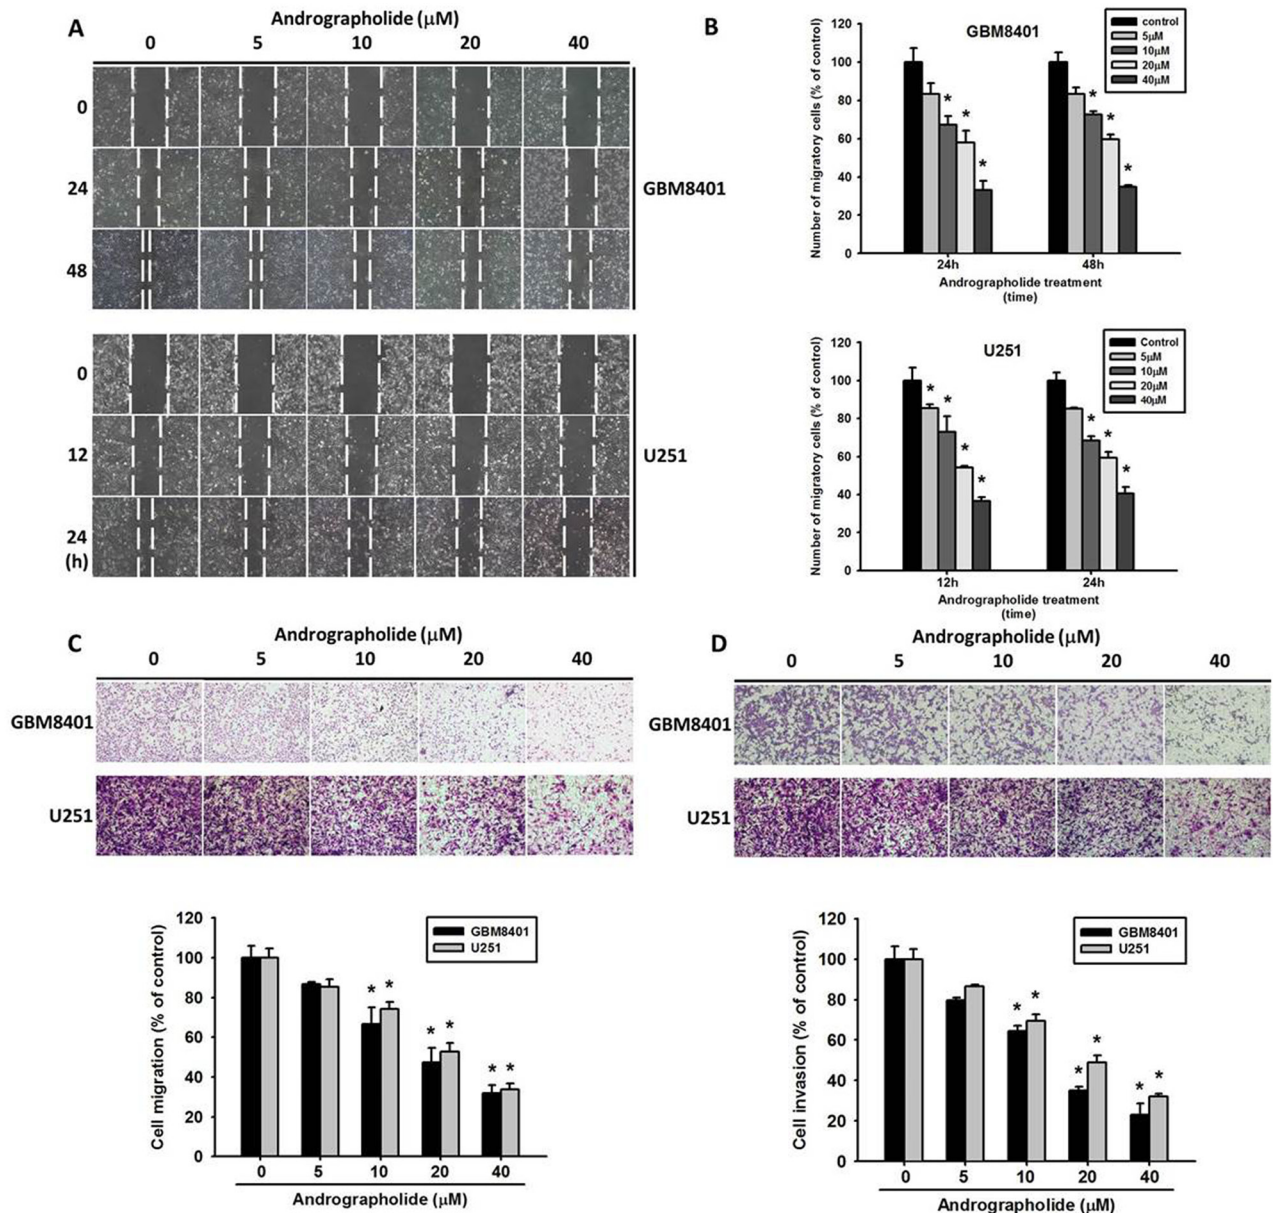 A
Andrographolide (μM)
0 5 10 20 40
0
24
48
GBM8401
0
12
24
(h)
U251
B
GBM8401
Number of migratory cells (% of control)
120
100
80
60
40
20
0
control
5μM
10μM
20μM
40μM
* * *
* * *
24h 48h
Andrographolide treatment
(time)
U251
Number of migratory cells (% of control)
120
100
80
60
40
20
0
Control
5μM
10μM
20μM
40μM
* * * *
* * *
12h 24h
Andrographolide treatment
(time)
C
Andrographolide (μM)
0 5 10 20 40
GBM8401
U251
Cell migration (% of control)
120
100
80
60
40
20
0
GBM8401
U251
* * * * * *
0 5 10 20 40
Andrographolide (μM)
D
Andrographolide (μM)
0 5 10 20 40
GBM8401
U251
Cell invasion (% of control)
120
100
80
60
40
20
0
GBM8401
U251
* * * * * *
0 5 10 20 40
Andrographolide (μM)